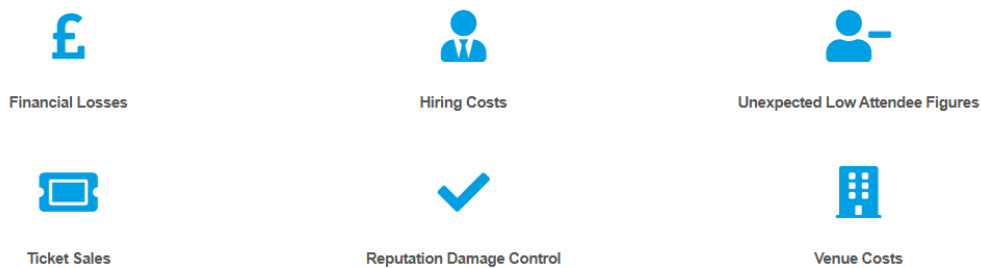 Financial Losses
Hiring Costs
Unexpected Low Attendee Figures
Ticket Sales
Reputation Damage Control
Venue Costs